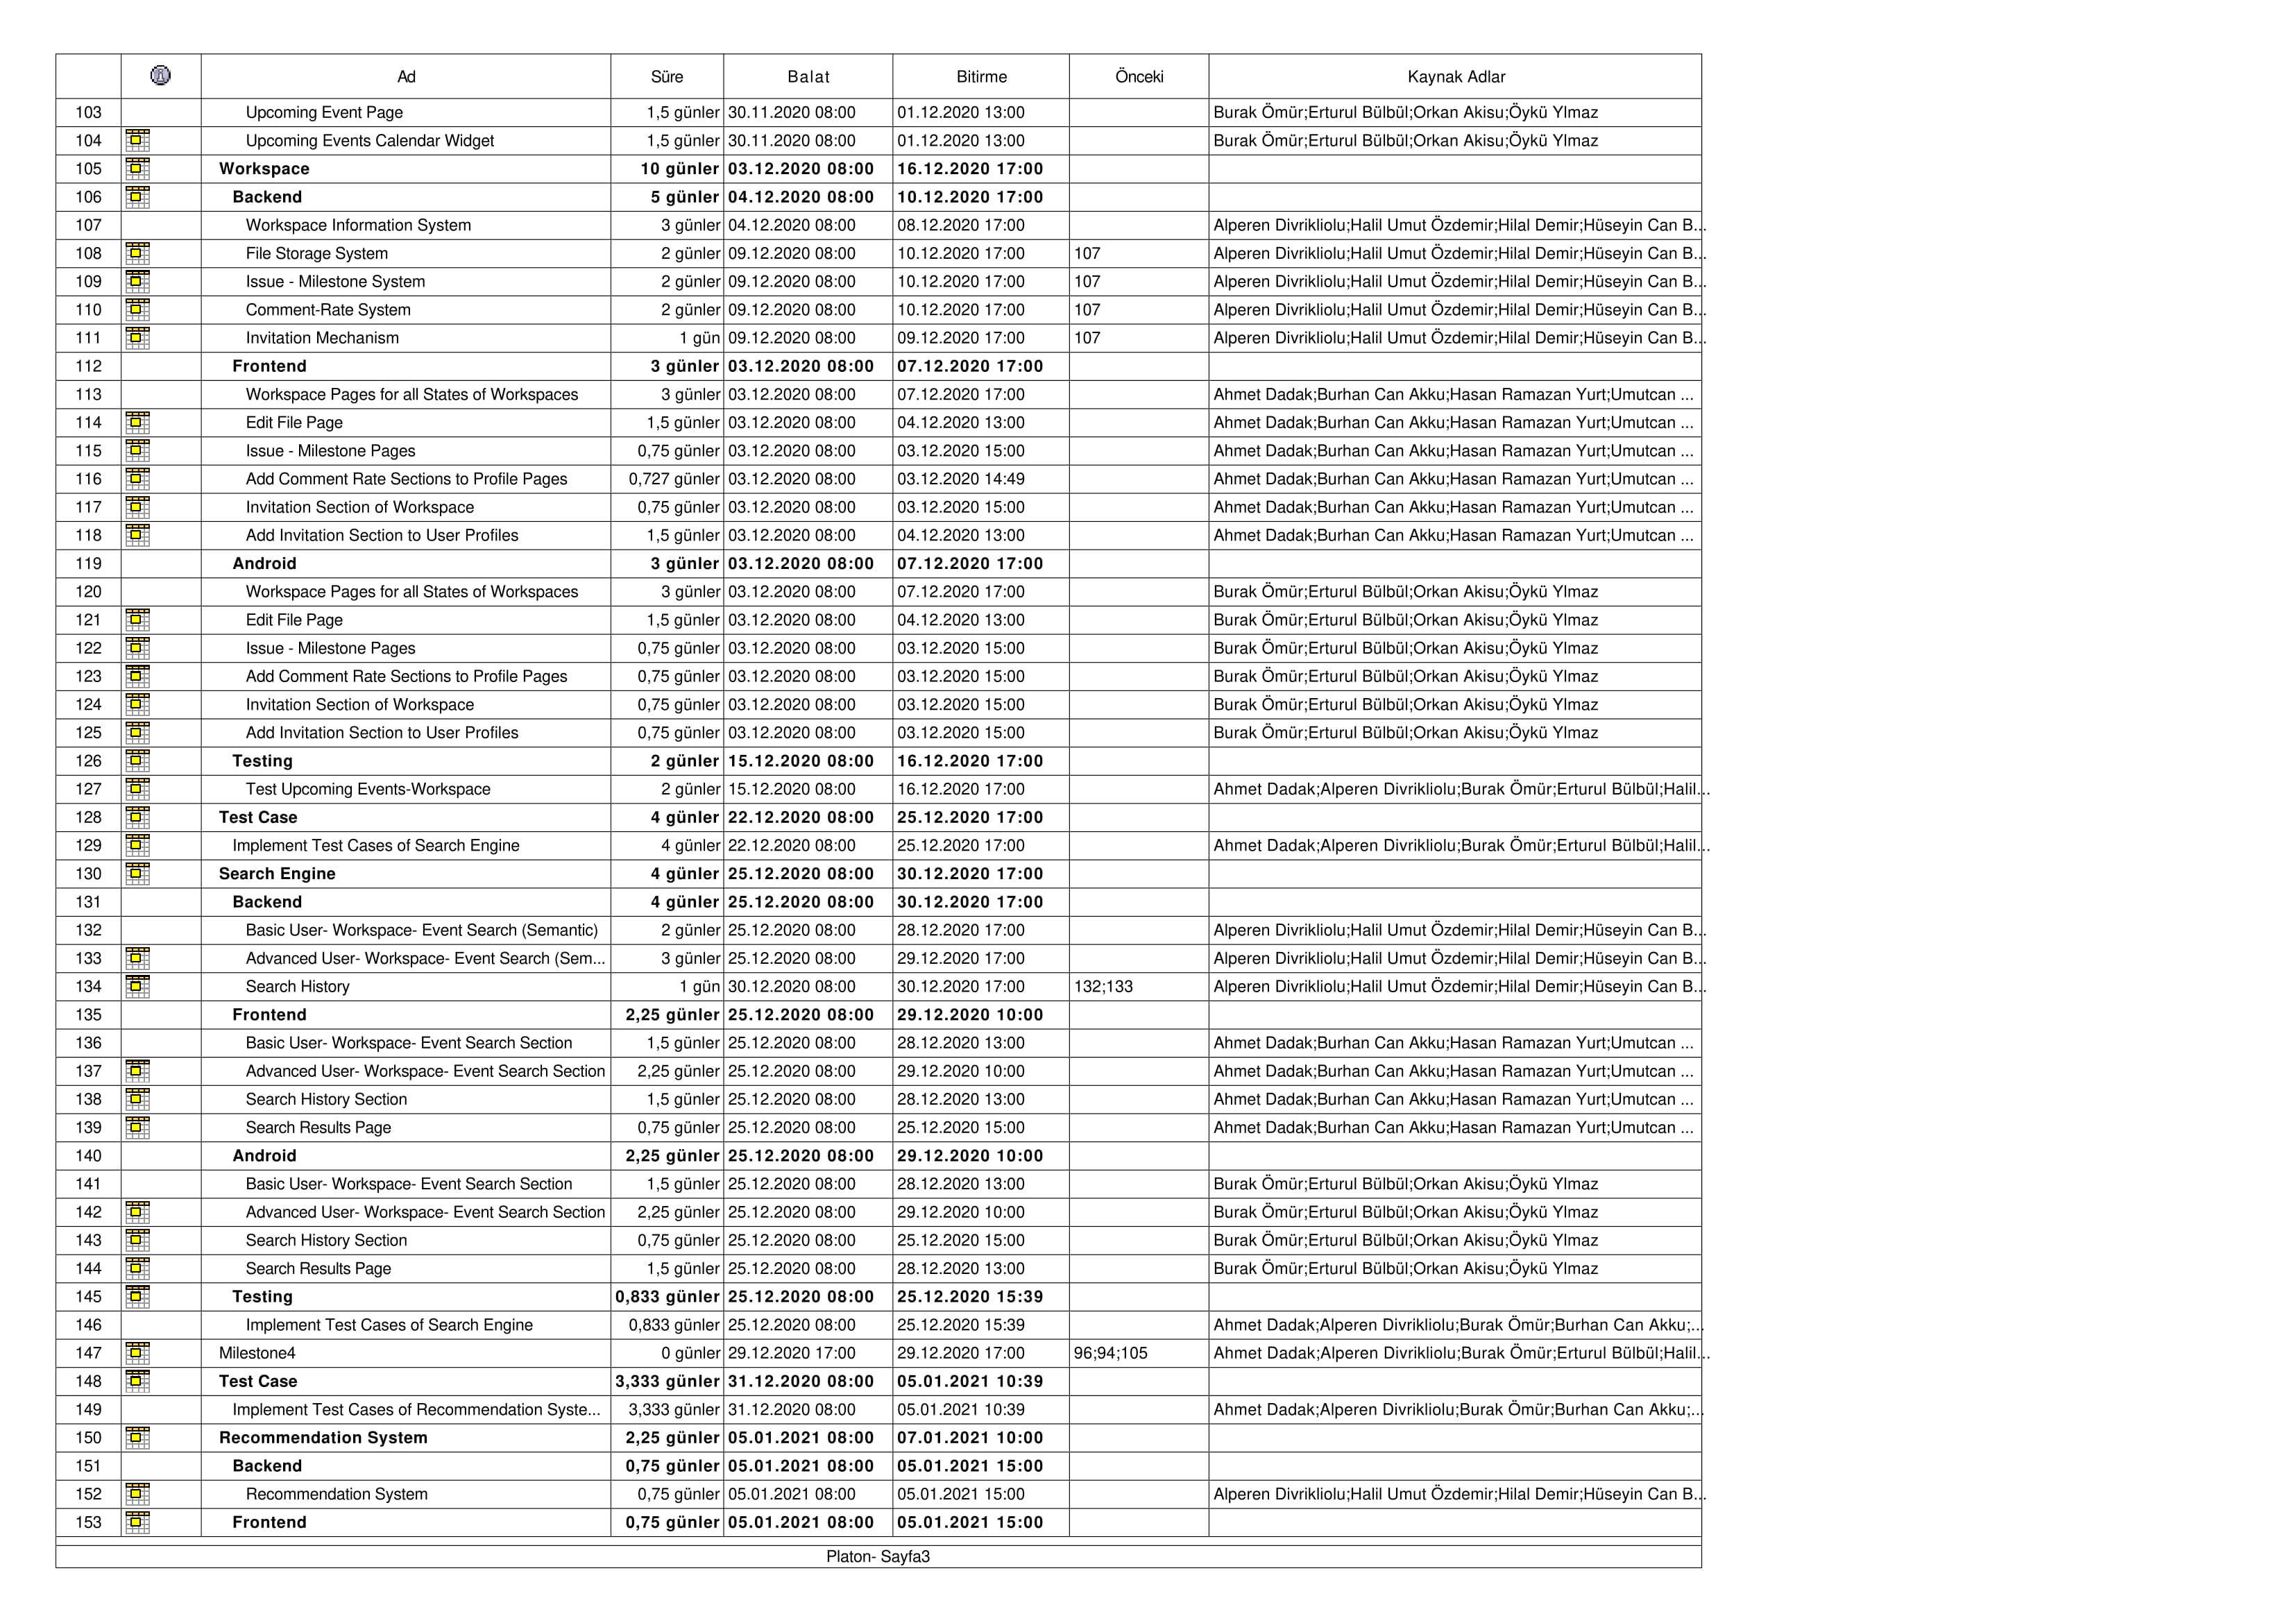 Ad Süre Balat Bitirme Önceki Kaynak Adlar
103 Upcoming Event Page 1,5 günler 30.11.2020 08:00 01.12.2020 13:00 Burak Ömür;Erturul Bülbül;Orkan Akisu;Öykü Ylmaz
104 Upcoming Events Calendar Widget 1,5 günler 30.11.2020 08:00 01.12.2020 13:00 Burak Ömür;Erturul Bülbül;Orkan Akisu;Öykü Ylmaz
105 Workspace 10 günler 03.12.2020 08:00 16.12.2020 17:00
106 Backend 5 günler 04.12.2020 08:00 10.12.2020 17:00
107 Workspace Information System 3 günler 04.12.2020 08:00 08.12.2020 17:00 Alperen Divrikliolu;Halil Umut Özdemir;Hilal Demir;Hüseyin Can B...
108 File Storage System 2 günler 09.12.2020 08:00 10.12.2020 17:00 107 Alperen Divrikliolu;Halil Umut Özdemir;Hilal Demir;Hüseyin Can B...
109 Issue - Milestone System 2 günler 09.12.2020 08:00 10.12.2020 17:00 107 Alperen Divrikliolu;Halil Umut Özdemir;Hilal Demir;Hüseyin Can B...
110 Comment-Rate System 2 günler 09.12.2020 08:00 10.12.2020 17:00 107 Alperen Divrikliolu;Halil Umut Özdemir;Hilal Demir;Hüseyin Can B...
111 Invitation Mechanism 1 gün 09.12.2020 08:00 09.12.2020 17:00 107 Alperen Divrikliolu;Halil Umut Özdemir;Hilal Demir;Hüseyin Can B...
112 Frontend 3 günler 03.12.2020 08:00 07.12.2020 17:00
113 Workspace Pages for all States of Workspaces 3 günler 03.12.2020 08:00 07.12.2020 17:00 Ahmet Dadak;Burhan Can Akku;Hasan Ramazan Yurt;Umutcan ...
114 Edit File Page 1,5 günler 03.12.2020 08:00 04.12.2020 13:00 Ahmet Dadak;Burhan Can Akku;Hasan Ramazan Yurt;Umutcan ...
115 Issue - Milestone Pages 0,75 günler 03.12.2020 08:00 03.12.2020 15:00 Ahmet Dadak;Burhan Can Akku;Hasan Ramazan Yurt;Umutcan ...
116 Add Comment Rate Sections to Profile Pages 0,727 günler 03.12.2020 08:00 03.12.2020 14:49 Ahmet Dadak;Burhan Can Akku;Hasan Ramazan Yurt;Umutcan ...
117 Invitation Section of Workspace 0,75 günler 03.12.2020 08:00 03.12.2020 15:00 Ahmet Dadak;Burhan Can Akku;Hasan Ramazan Yurt;Umutcan ...
118 Add Invitation Section to User Profiles 1,5 günler 03.12.2020 08:00 04.12.2020 13:00 Ahmet Dadak;Burhan Can Akku;Hasan Ramazan Yurt;Umutcan ...
119 Android 3 günler 03.12.2020 08:00 07.12.2020 17:00
120 Workspace Pages for all States of Workspaces 3 günler 03.12.2020 08:00 07.12.2020 17:00 Burak Ömür;Erturul Bülbül;Orkan Akisu;Öykü Ylmaz
121 Edit File Page 1,5 günler 03.12.2020 08:00 04.12.2020 13:00 Burak Ömür;Erturul Bülbül;Orkan Akisu;Öykü Ylmaz
122 Issue - Milestone Pages 0,75 günler 03.12.2020 08:00 03.12.2020 15:00 Burak Ömür;Erturul Bülbül;Orkan Akisu;Öykü Ylmaz
123 Add Comment Rate Sections to Profile Pages 0,75 günler 03.12.2020 08:00 03.12.2020 15:00 Burak Ömür;Erturul Bülbül;Orkan Akisu;Öykü Ylmaz
124 Invitation Section of Workspace 0,75 günler 03.12.2020 08:00 03.12.2020 15:00 Burak Ömür;Erturul Bülbül;Orkan Akisu;Öykü Ylmaz
125 Add Invitation Section to User Profiles 0,75 günler 03.12.2020 08:00 03.12.2020 15:00 Burak Ömür;Erturul Bülbül;Orkan Akisu;Öykü Ylmaz
126 Testing 2 günler 15.12.2020 08:00 16.12.2020 17:00
127 Test Upcoming Events-Workspace 2 günler 15.12.2020 08:00 16.12.2020 17:00 Ahmet Dadak;Alperen Divrikliolu;Burak Ömür;Erturul Bülbül;Halil...
128 Test Case 4 günler 22.12.2020 08:00 25.12.2020 17:00
129 Implement Test Cases of Search Engine 4 günler 22.12.2020 08:00 25.12.2020 17:00 Ahmet Dadak;Alperen Divrikliolu;Burak Ömür;Erturul Bülbül;Halil...
130 Search Engine 4 günler 25.12.2020 08:00 30.12.2020 17:00
131 Backend 4 günler 25.12.2020 08:00 30.12.2020 17:00
132 Basic User- Workspace- Event Search (Semantic) 2 günler 25.12.2020 08:00 28.12.2020 17:00 Alperen Divrikliolu;Halil Umut Özdemir;Hilal Demir;Hüseyin Can B...
133 Advanced User- Workspace- Event Search (Sem... 3 günler 25.12.2020 08:00 29.12.2020 17:00 Alperen Divrikliolu;Halil Umut Özdemir;Hilal Demir;Hüseyin Can B...
134 Search History 1 gün 30.12.2020 08:00 30.12.2020 17:00 132;133 Alperen Divrikliolu;Halil Umut Özdemir;Hilal Demir;Hüseyin Can B...
135 Frontend 2,25 günler 25.12.2020 08:00 29.12.2020 10:00
136 Basic User- Workspace- Event Search Section 1,5 günler 25.12.2020 08:00 28.12.2020 13:00 Ahmet Dadak;Burhan Can Akku;Hasan Ramazan Yurt;Umutcan ...
137 Advanced User- Workspace- Event Search Section 2,25 günler 25.12.2020 08:00 29.12.2020 10:00 Ahmet Dadak;Burhan Can Akku;Hasan Ramazan Yurt;Umutcan ...
138 Search History Section 1,5 günler 25.12.2020 08:00 28.12.2020 13:00 Ahmet Dadak;Burhan Can Akku;Hasan Ramazan Yurt;Umutcan ...
139 Search Results Page 0,75 günler 25.12.2020 08:00 25.12.2020 15:00 Ahmet Dadak;Burhan Can Akku;Hasan Ramazan Yurt;Umutcan ...
140 Android 2,25 günler 25.12.2020 08:00 29.12.2020 10:00
141 Basic User- Workspace- Event Search Section 1,5 günler 25.12.2020 08:00 28.12.2020 13:00 Burak Ömür;Erturul Bülbül;Orkan Akisu;Öykü Ylmaz
142 Advanced User- Workspace- Event Search Section 2,25 günler 25.12.2020 08:00 29.12.2020 10:00 Burak Ömür;Erturul Bülbül;Orkan Akisu;Öykü Ylmaz
143 Search History Section 0,75 günler 25.12.2020 08:00 25.12.2020 15:00 Burak Ömür;Erturul Bülbül;Orkan Akisu;Öykü Ylmaz
144 Search Results Page 1,5 günler 25.12.2020 08:00 28.12.2020 13:00 Burak Ömür;Erturul Bülbül;Orkan Akisu;Öykü Ylmaz
145 Testing 0,833 günler 25.12.2020 08:00 25.12.2020 15:39
146 Implement Test Cases of Search Engine 0,833 günler 25.12.2020 08:00 25.12.2020 15:39 Ahmet Dadak;Alperen Divrikliolu;Burak Ömür;Burhan Can Akku;...
147 Milestone4 0 günler 29.12.2020 17:00 29.12.2020 17:00 96;94;105 Ahmet Dadak;Alperen Divrikliolu;Burak Ömür;Erturul Bülbül;Halil...
148 Test Case 3,333 günler 31.12.2020 08:00 05.01.2021 10:39
149 Implement Test Cases of Recommendation Syste... 3,333 günler 31.12.2020 08:00 05.01.2021 10:39 Ahmet Dadak;Alperen Divrikliolu;Burak Ömür;Burhan Can Akku;...
150 Recommendation System 2,25 günler 05.01.2021 08:00 07.01.2021 10:00
151 Backend 0,75 günler 05.01.2021 08:00 05.01.2021 15:00
152 Recommendation System 0,75 günler 05.01.2021 08:00 05.01.2021 15:00 Alperen Divrikliolu;Halil Umut Özdemir;Hilal Demir;Hüseyin Can B...
153 Frontend 0,75 günler 05.01.2021 08:00 05.01.2021 15:00
Platon- Sayfa3